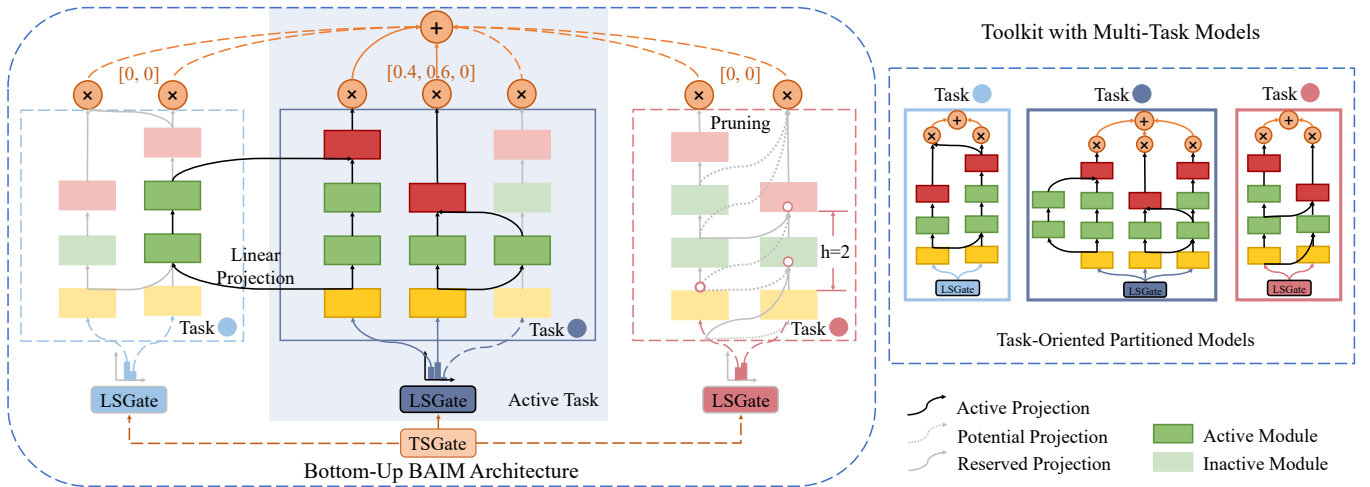 [0, 0]
[0.4, 0.6, 0]
[0, 0]
+
×
×
×
×
×
×
×
Pruning
Linear
Projection
h=2
Task
Task
Task
LSGate
LSGate
Active Task
LSGate
TSGate
Bottom-Up BAIM Architecture
Toolkit with Multi-Task Models
Task
Task
Task
+
+
+
×
×
×
×
×
×
×
LSGate
LSGate
LSGate
Task-Oriented Partitioned Models
Active Projection
Potential Projection
Reserved Projection
Active Module
Inactive Module